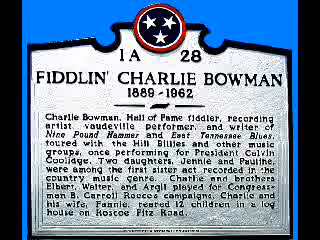 1A 28
FIDDLIN' CHARLIE BOWMAN
1889-1962
Charlie Bowman, Hall of Fame fiddler, recording
artist, vaudeville performer, and writer of
Nine Pound Hammer and East Tennessee Blues,
toured with the Hill Billies and other music
groups, once performing for President Calvin
Coolidge. Two daughters, Jennie and Pauline,
were among the first sister act recorded in the
country music genre. Charlie and brothers
Elbert, Walter, and Argil played for Congress-
man B. Carroll Reeces campaigns. Charlie and
his wife, Fannie, reared 12 children in a log
house on Roscoe Fitz Road.